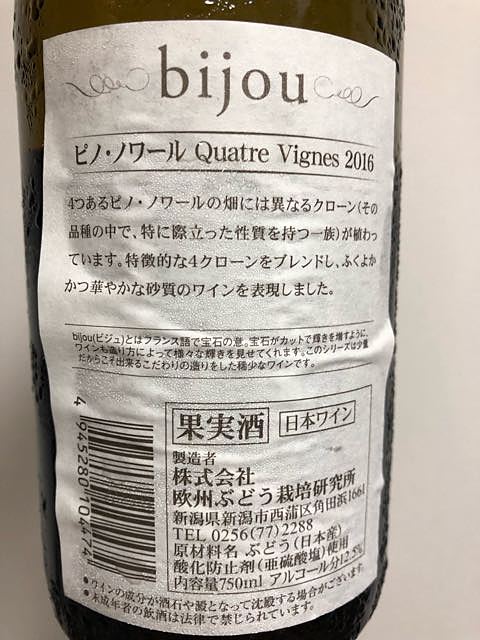 bijou
ピノ・ノワール Quatre Vignes 2016
4つあるピノ・ノワールの畑には異なるクローン(その
品種の中で、特に際立った性質を持つ一族)が植わっ
ています。特徴的な4クローンをブレンドし、ふくよか
かつ華やかな砂質のワインを表現しました。
bijou(ビジュ)とはフランス語で宝石の意。宝石がカットで輝きを増すように、
ワインも造り方によって様々な輝きを見せてくれます。このシリーズは少量
だからこそ出来るこだわりの造りをした稀少なワインです。
果実酒 日本ワイン
製造者
株式会社
欧州ぶどう栽培研究所
新潟県新潟市西蒲区角田浜1661
TEL 0256(77)2288
原材料名 ぶどう(日本産)
酸化防止剤(亜硫酸塩)使用
内容量750ml アルコール分12.5%
4 945280 104474
●ワインの成分が酒石や澱となって沈殿する場合がございます。
●未成年者の飲酒は法律で禁じられています。